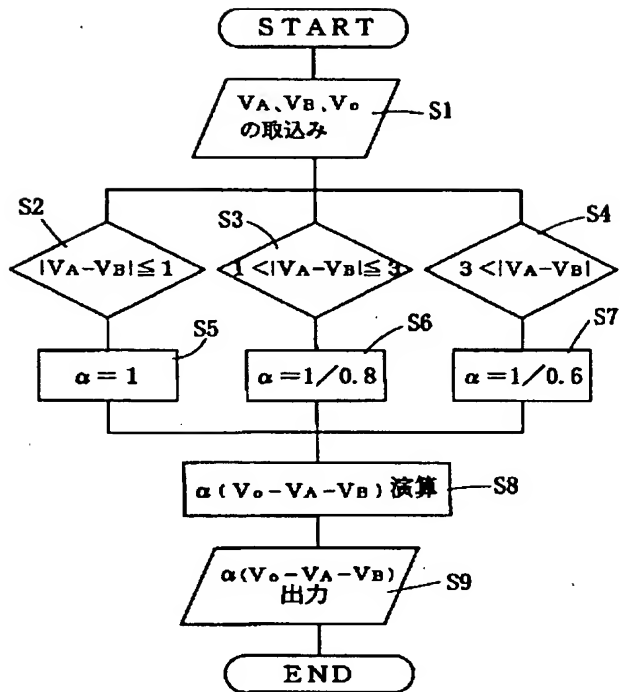 START
VA、VB、Vo
の取込み
S1
S2
S3
S4
|VA-VB|≦1
1<|VA-VB|≦3
3<|VA-VB|
S5
S6
S7
α=1
α=1/0.8
α=1/0.6
α(Vo-VA-VB)演算
S8
α(Vo-VA-VB)
出力
S9
END